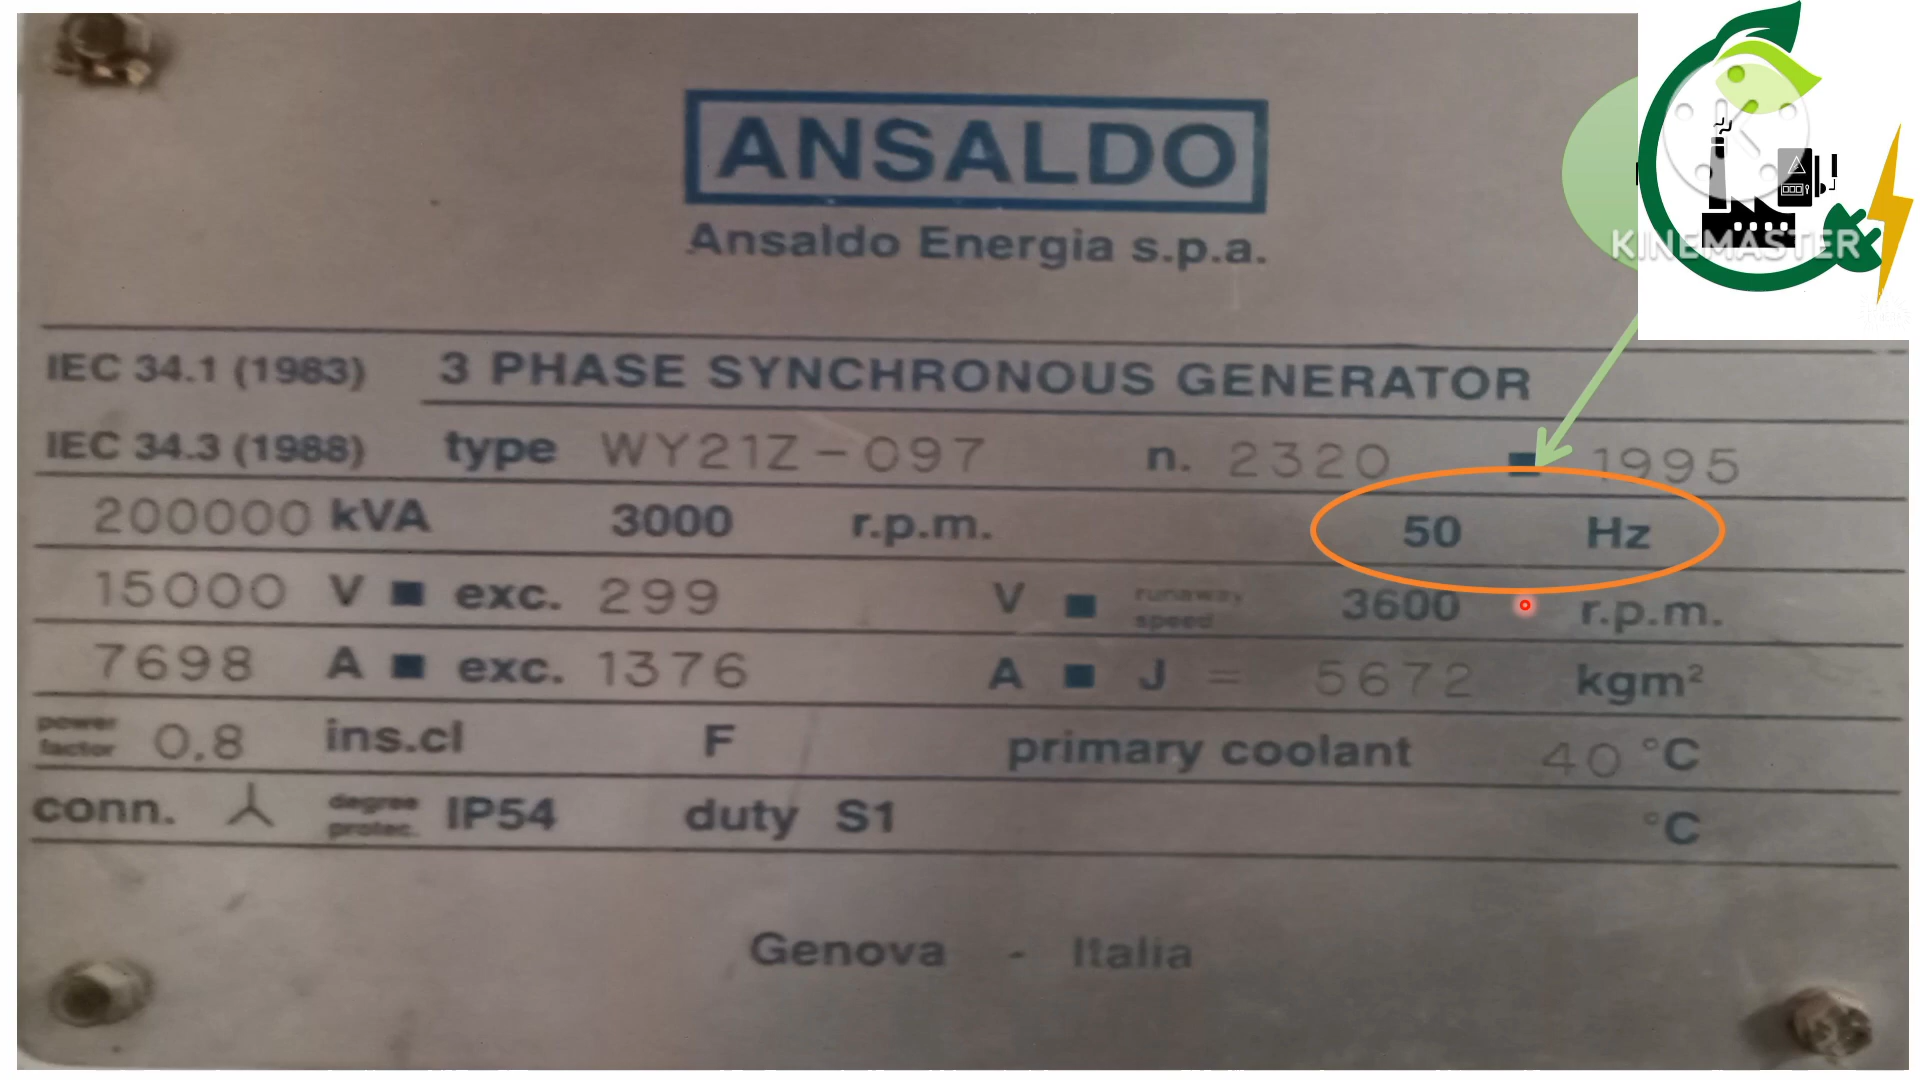 ANSALDO
Ansaldo Energia s.p.a.
KINEMASTER
IEC 34.1 (1983) 3 PHASE SYNCHRONOUS GENERATOR
IEC 34.3 (1988) type WY21Z-097 n. 2320 ■ 1995
200000 kVA 3000 r.p.m. 50 Hz
15000 V ■ exc. 299 V ■ runaway speed 3600 r.p.m.
7698 A ■ exc. 1376 A ■ J = 5672 kgm²
power factor 0.8 ins.cl F primary coolant 40 °C
conn. degree protec. IP54 duty S1 °C
Genova - Italia